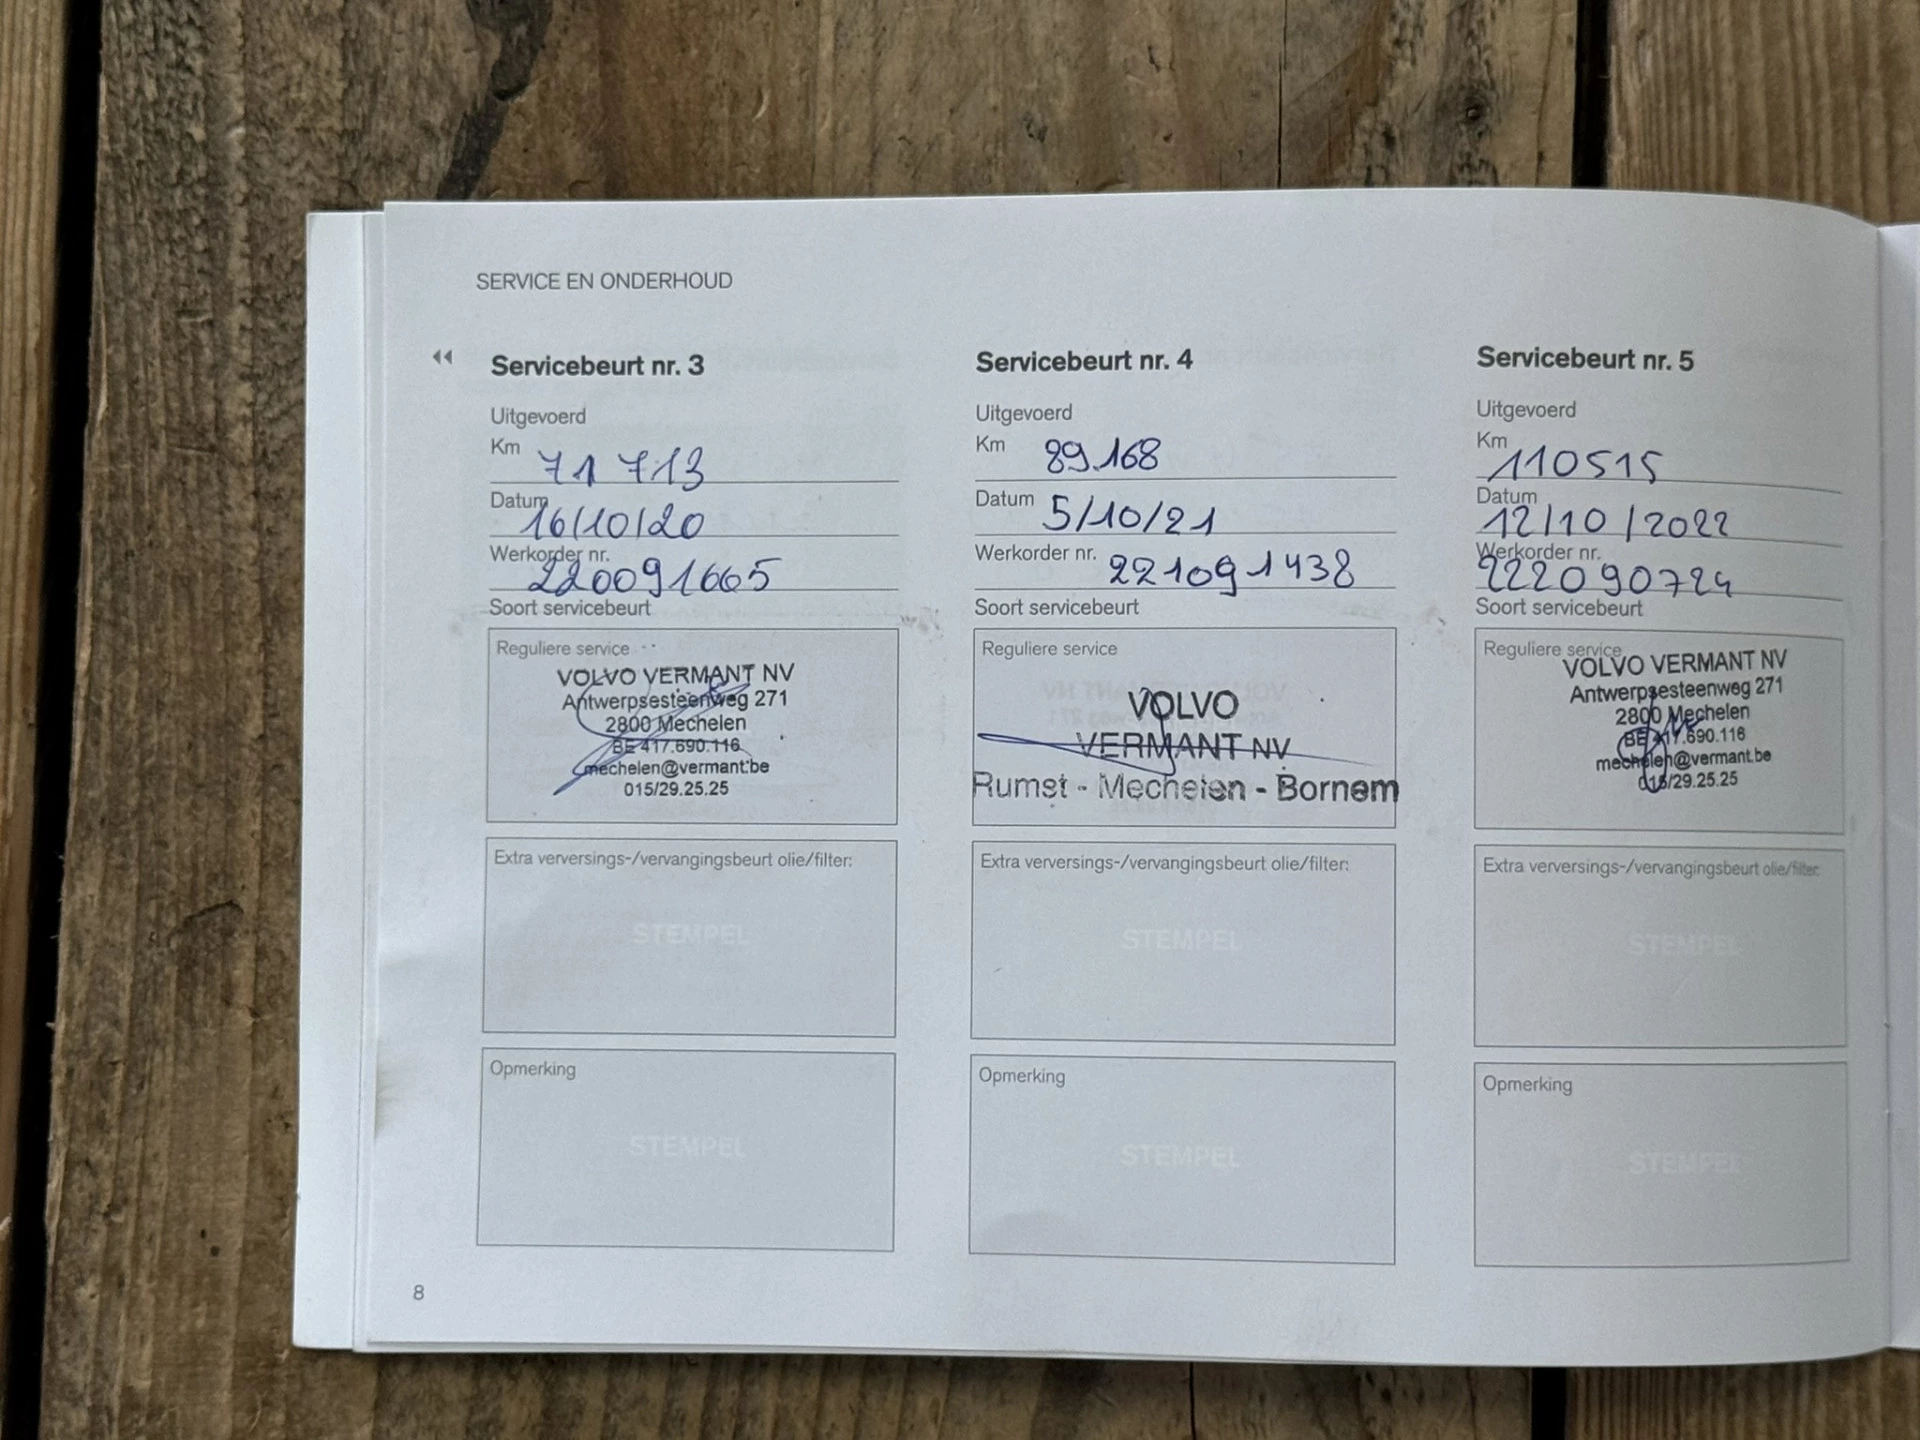 SERVICE EN ONDERHOUD
Servicebeurt nr. 3
Uitgevoerd
Km 71 713
Datum 16/10/20
Werkorder nr. 220091665
Soort servicebeurt
Reguliere service
VOLVO VERMANT NV
Antwerpsesteenweg 271
2800 Mechelen
BE 417.690.116
mechelen@vermant.be
015/29.25.25
Extra verversings-/vervangingsbeurt olie/filter:
STEMPEL
Opmerking
STEMPEL
Servicebeurt nr. 4
Uitgevoerd
Km 89.168
Datum 5/10/21
Werkorder nr. 221091438
Soort servicebeurt
Reguliere service
VOLVO
VERMANT NV
Rumst - Mechelen - Bornem
Extra verversings-/vervangingsbeurt olie/filter:
STEMPEL
Opmerking
STEMPEL
Servicebeurt nr. 5
Uitgevoerd
Km 110515
Datum 12/10/2022
Werkorder nr. 222090724
Soort servicebeurt
Reguliere service
VOLVO VERMANT NV
Antwerpsesteenweg 271
2800 Mechelen
BE 417.690.116
mechelen@vermant.be
015/29.25.25
Extra verversings-/vervangingsbeurt olie/filter:
STEMPEL
Opmerking
STEMPEL
8